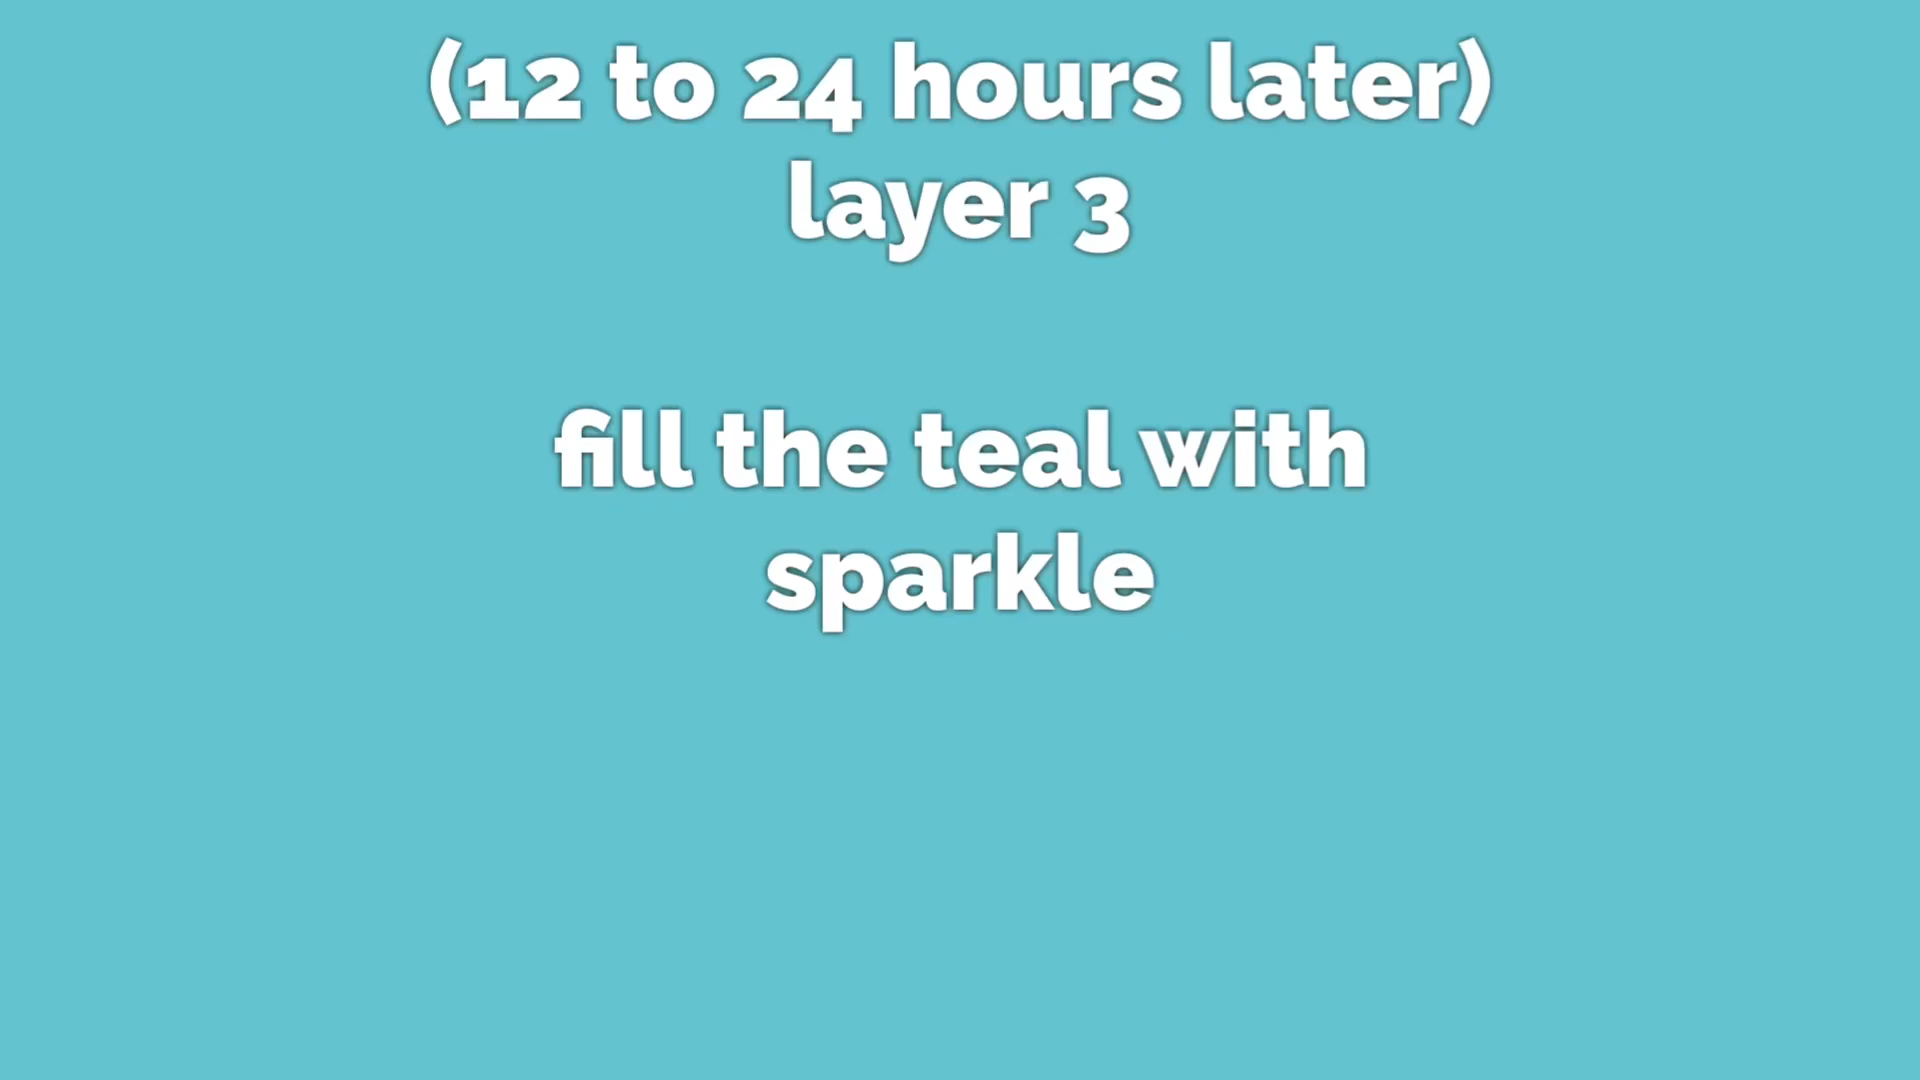 (12 to 24 hours later)
layer 3
fill the teal with
sparkle